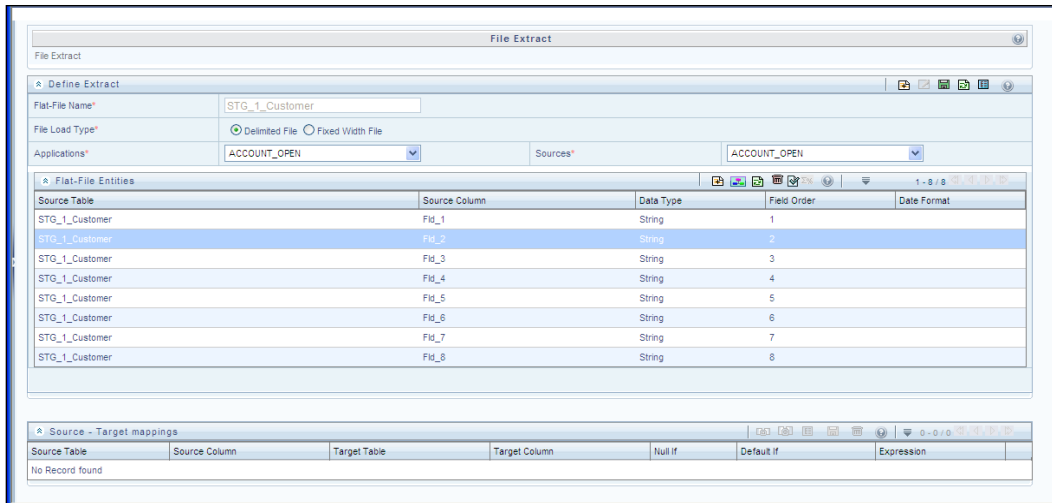 File Extract
File Extract
Define Extract
Flat-File Name* STG_1_Customer
File Load Type* Delimited File Fixed Width File
Applications* ACCOUNT_OPEN Sources* ACCOUNT_OPEN
Flat-File Entities 1 - 8 / 8
Source Table Source Column Data Type Field Order Date Format
STG_1_Customer Fld_1 String 1
STG_1_Customer Fld_2 String 2
STG_1_Customer Fld_3 String 3
STG_1_Customer Fld_4 String 4
STG_1_Customer Fld_5 String 5
STG_1_Customer Fld_6 String 6
STG_1_Customer Fld_7 String 7
STG_1_Customer Fld_8 String 8
Source - Target mappings 0 - 0 / 0
Source Table Source Column Target Table Target Column Null If Default If Expression
No Record found